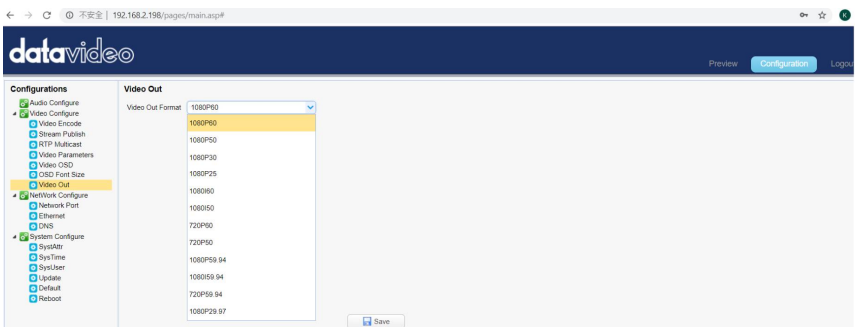 不安全 | 192.168.2.198/pages/main.asp#
K
datavideo
Preview Configuration Logou
Configurations
Audio Configure
Video Configure
Video Encode
Stream Publish
RTP Multicast
Video Parameters
Video OSD
OSD Font Size
Video Out
NetWork Configure
Network Port
Ethernet
DNS
System Configure
SystAttr
SysTime
SysUser
Update
Default
Reboot
Video Out
Video Out Format 1080P60
1080P60
1080P50
1080P30
1080P25
1080I60
1080I50
720P60
720P50
1080P59.94
1080I59.94
720P59.94
1080P29.97
Save